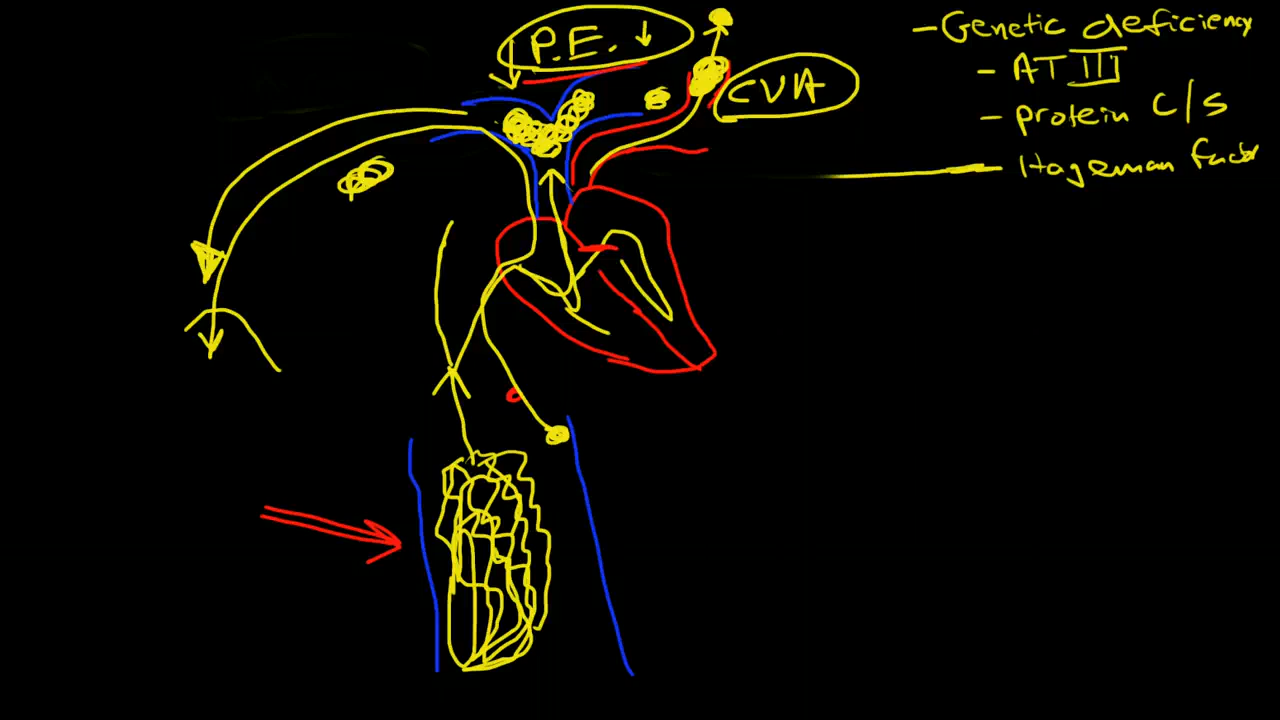 P.E. ↓
CVA
- Genetic deficiency
- AT III
- protein C/S
- Hageman factor